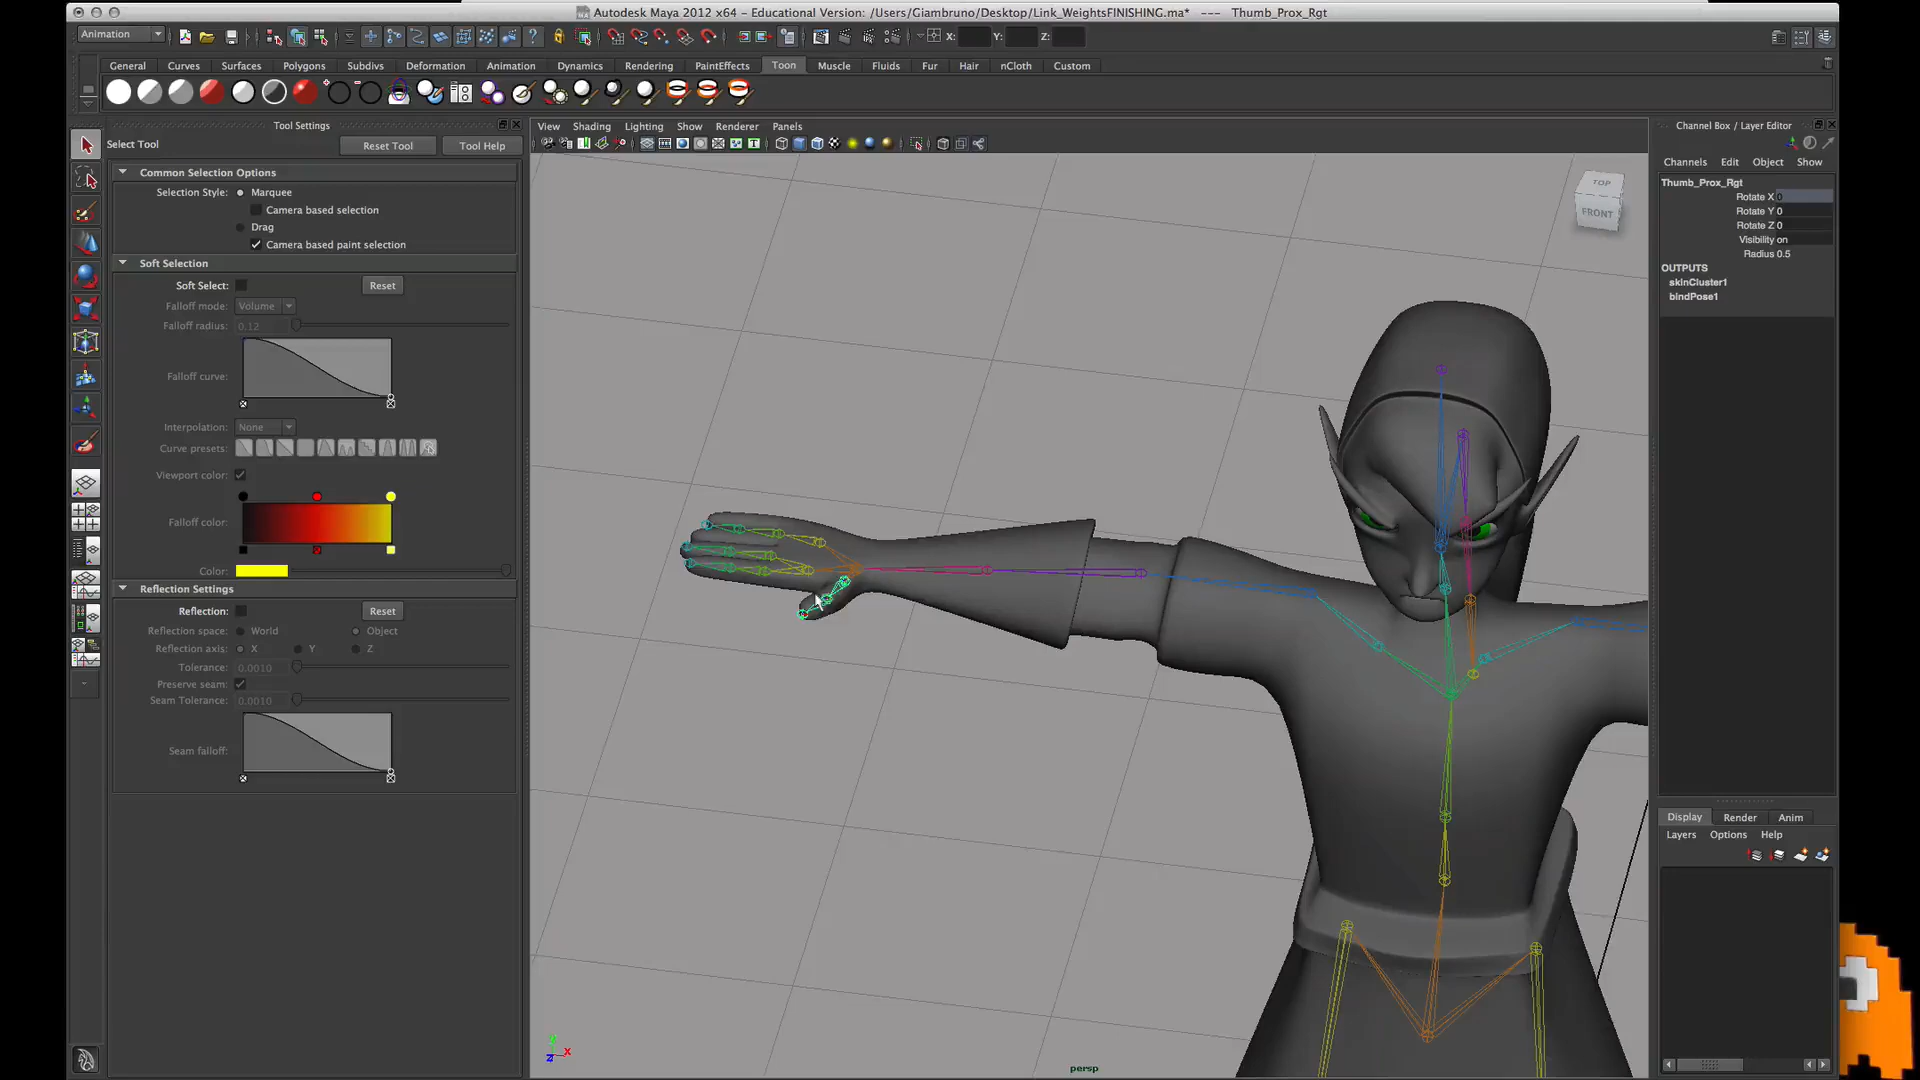 Autodesk Maya 2012 x64 - Educational Version: /Users/Giambruno/Desktop/Link_WeightsFINISHING.ma* --- Thumb_Prox_Rgt
Animation X: Y: Z:
General Curves Surfaces Polygons Subdivs Deformation Animation Dynamics Rendering PaintEffects Toon Muscle Fluids Fur Hair nCloth Custom
Tool Settings
Select Tool Reset Tool Tool Help
Common Selection Options
Selection Style: Marquee
Camera based selection
Drag
Camera based paint selection
Soft Selection
Soft Select: Reset
Falloff mode: Volume
Falloff radius: 0.12
Falloff curve:
Interpolation: None
Curve presets:
Viewport color:
Falloff color:
Color:
Reflection Settings
Reflection: Reset
Reflection space: World Object
Reflection axis: X Y Z
Tolerance: 0.0010
Preserve seam:
Seam Tolerance: 0.0010
Seam falloff:
View Shading Lighting Show Renderer Panels
TOP
FRONT
persp
Channel Box / Layer Editor
Channels Edit Object Show
Thumb_Prox_Rgt
Rotate X 0
Rotate Y 0
Rotate Z 0
Visibility on
Radius 0.5
OUTPUTS
skinCluster1
bindPose1
Display Render Anim
Layers Options Help